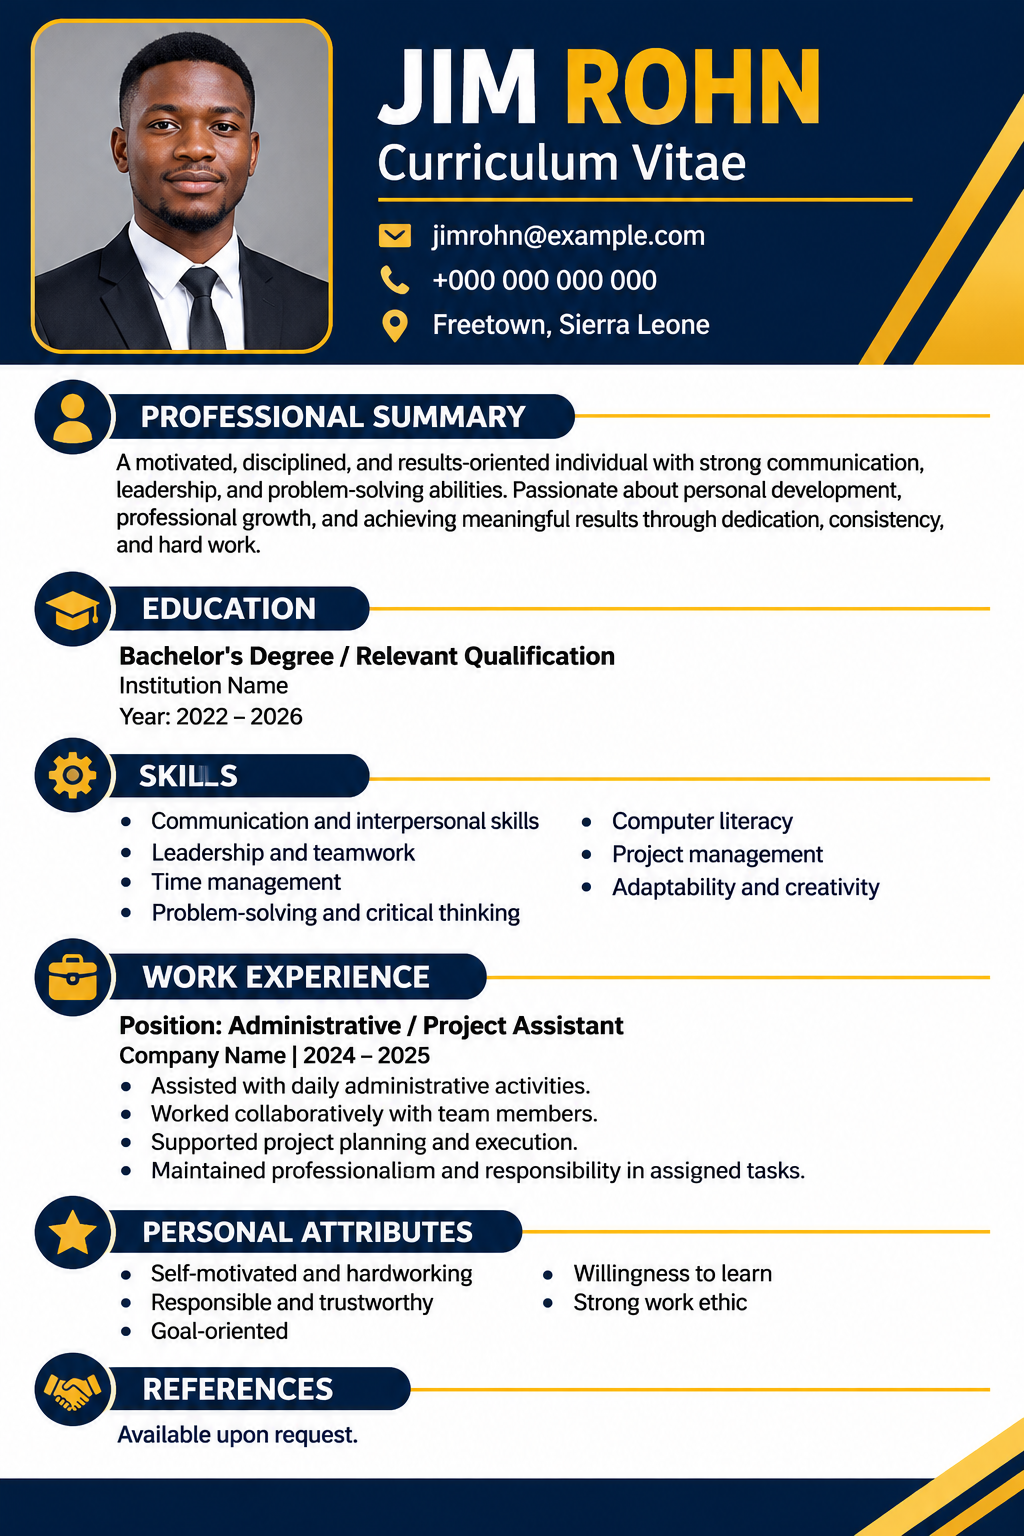 JIM ROHN
Curriculum Vitae
jimrohn@example.com
+000 000 000 000
Freetown, Sierra Leone
PROFESSIONAL SUMMARY
A motivated, disciplined, and results-oriented individual with strong communication,
leadership, and problem-solving abilities. Passionate about personal development,
professional growth, and achieving meaningful results through dedication, consistency,
and hard work.
EDUCATION
Bachelor's Degree / Relevant Qualification
Institution Name
Year: 2022 – 2026
SKILLS
• Communication and interpersonal skills
• Leadership and teamwork
• Time management
• Problem-solving and critical thinking
• Computer literacy
• Project management
• Adaptability and creativity
WORK EXPERIENCE
Position: Administrative / Project Assistant
Company Name | 2024 – 2025
• Assisted with daily administrative activities.
• Worked collaboratively with team members.
• Supported project planning and execution.
• Maintained professionalism and responsibility in assigned tasks.
PERSONAL ATTRIBUTES
• Self-motivated and hardworking
• Responsible and trustworthy
• Goal-oriented
• Willingness to learn
• Strong work ethic
REFERENCES
Available upon request.